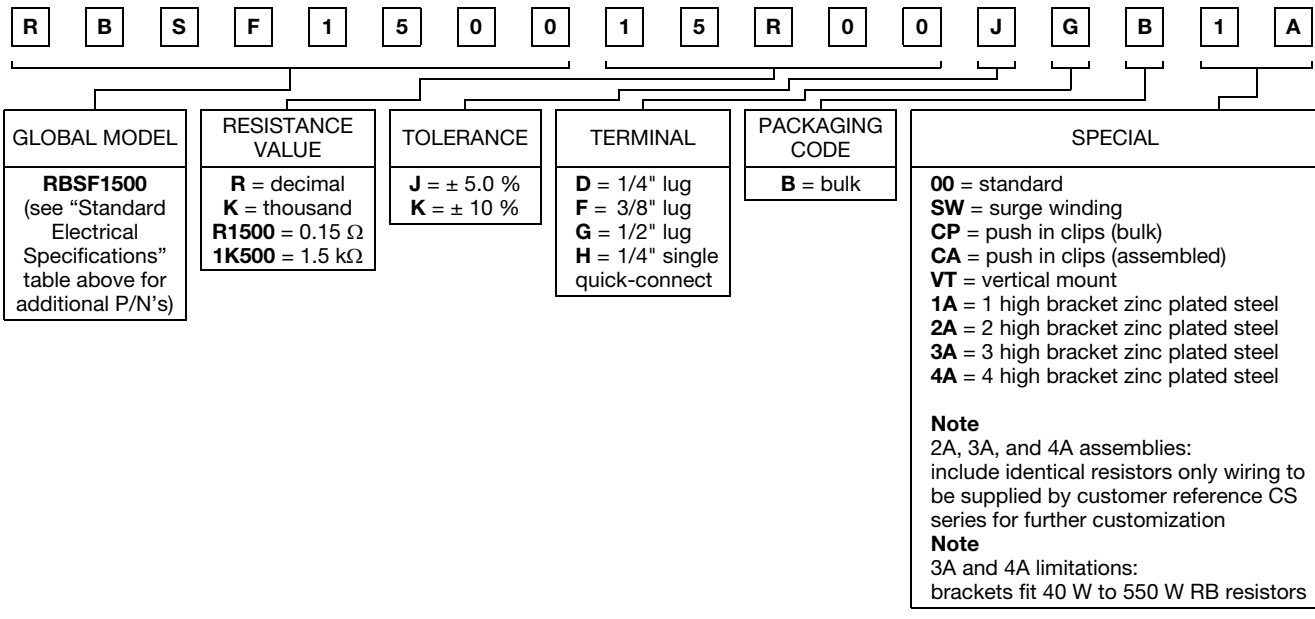 R B S F 1 5 0 0 1 5 R 0 0 J G B 1 A
GLOBAL MODEL
RBSF1500
(see “Standard
Electrical
Specifications”
table above for
additional P/N’s)
RESISTANCE
VALUE
R = decimal
K = thousand
R1500 = 0.15 Ω
1K500 = 1.5 kΩ
TOLERANCE
J = ± 5.0 %
K = ± 10 %
TERMINAL
D = 1/4" lug
F = 3/8" lug
G = 1/2" lug
H = 1/4" single
quick-connect
PACKAGING
CODE
B = bulk
SPECIAL
00 = standard
SW = surge winding
CP = push in clips (bulk)
CA = push in clips (assembled)
VT = vertical mount
1A = 1 high bracket zinc plated steel
2A = 2 high bracket zinc plated steel
3A = 3 high bracket zinc plated steel
4A = 4 high bracket zinc plated steel
Note
2A, 3A, and 4A assemblies:
include identical resistors only wiring to
be supplied by customer reference CS
series for further customization
Note
3A and 4A limitations:
brackets fit 40 W to 550 W RB resistors